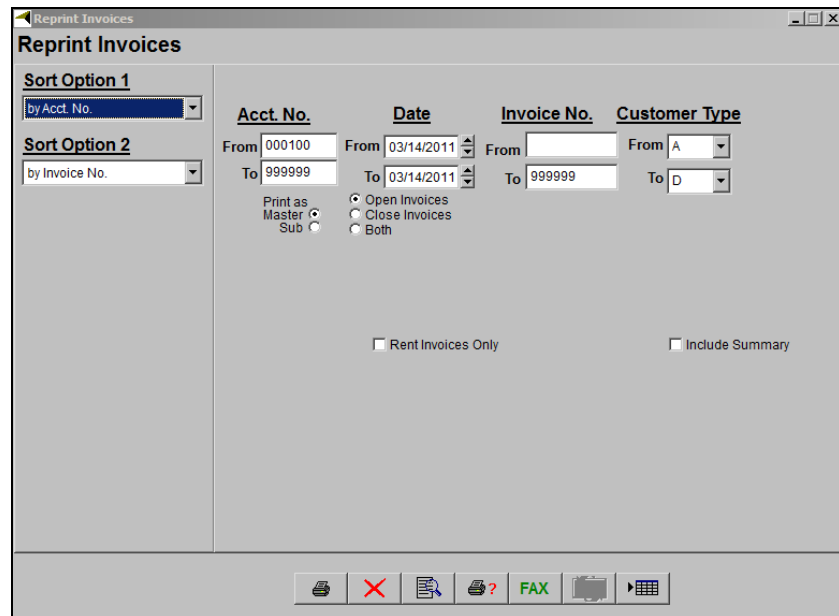 Reprint Invoices
Reprint Invoices
Sort Option 1
by Acct. No.
Sort Option 2
by Invoice No.
Acct. No. Date Invoice No. Customer Type
From 000100 From 03/14/2011 From From A
To 999999 To 03/14/2011 To 999999 To D
Print as
Master
Sub
Open Invoices
Close Invoices
Both
Rent Invoices Only Include Summary
? FAX